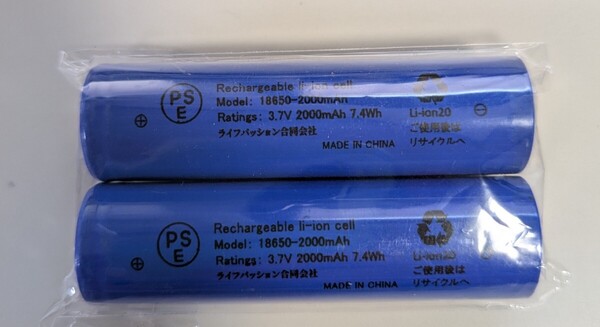 PS
E
Rechargeable li-ion cell
Model: 18650-2000mAh
Ratings: 3.7V 2000mAh 7.4Wh
ライフパッション合同会社
MADE IN CHINA
Li-ion20
ご使用後は
リサイクルへ
PS
E
Rechargeable li-ion cell
Model: 18650-2000mAh
Ratings: 3.7V 2000mAh 7.4Wh
ライフパッション合同会社
MADE IN CHINA
Li-ion20
ご使用後は
リサイクルへ